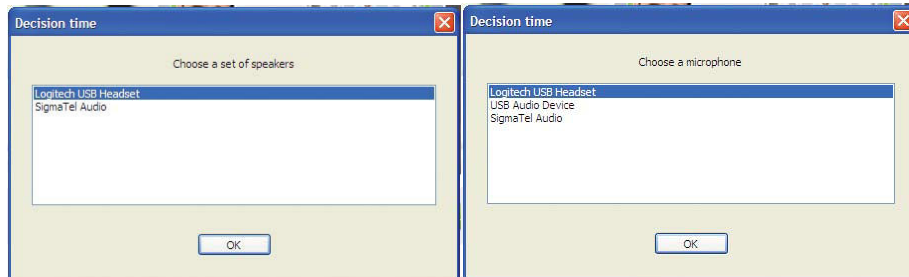 Decision time
Choose a set of speakers
Logitech USB Headset
SigmaTel Audio
OK
Decision time
Choose a microphone
Logitech USB Headset
USB Audio Device
SigmaTel Audio
OK